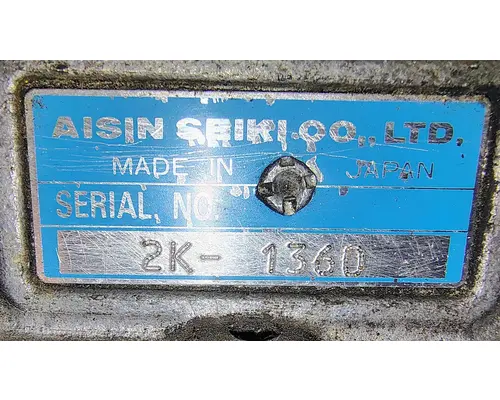 AISIN SEIKI CO., LTD.
MADE IN JAPAN
SERIAL NO.
2K- 1360